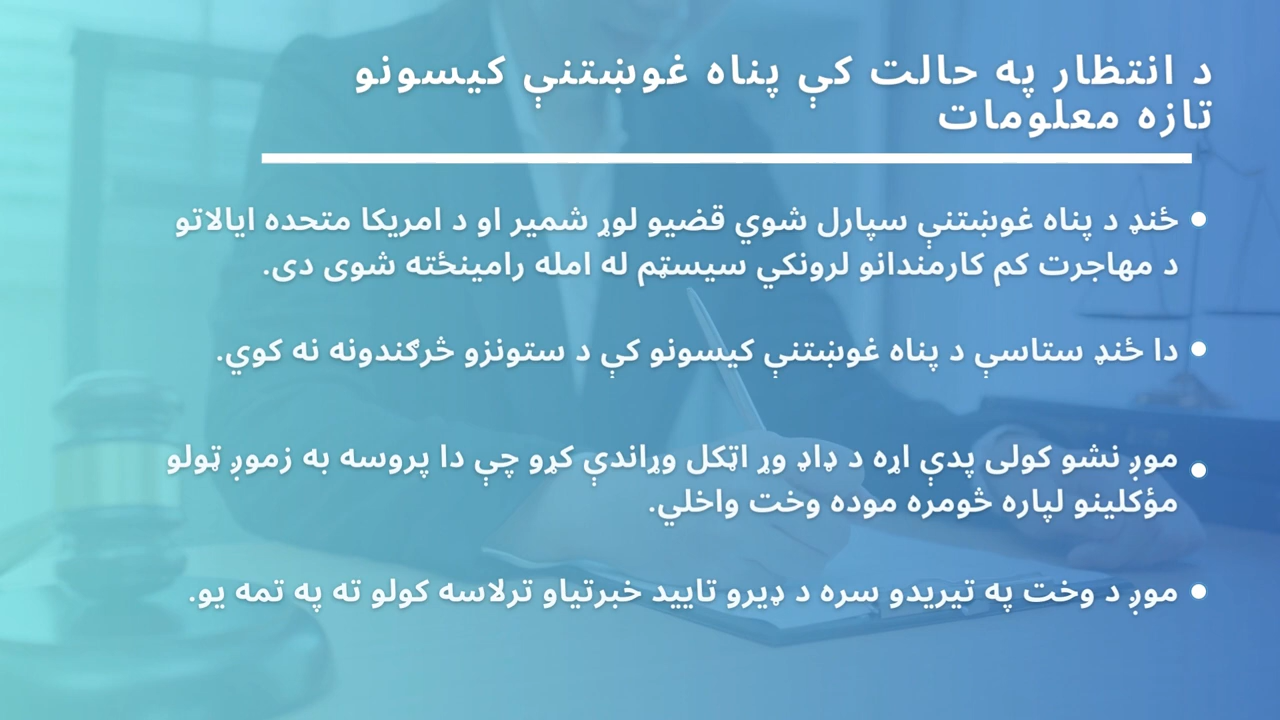 د انتظار په حالت کې پناه غوښتنې کیسونو
تازه معلومات
ځنډ د پناه غوښتنې سپارل شوي قضیو لوړ شمیر او د امریکا متحده ایالاتو
د مهاجرت کم کارمندانو لرونکي سیسټم له امله رامینځته شوی دی.
دا ځنډ ستاسې د پناه غوښتنې کیسونو کې د ستونزو څرګندونه نه کوي.
موږ نشو کولی پدې اړه د ډاډ وړ اټکل وړاندې کړو چې دا پروسه به زموږ ټولو
مؤکلینو لپاره څومره موده وخت واخلي.
موږ د وخت په تیریدو سره د ډیرو تایید خبرتیاو ترلاسه کولو ته په تمه یو.